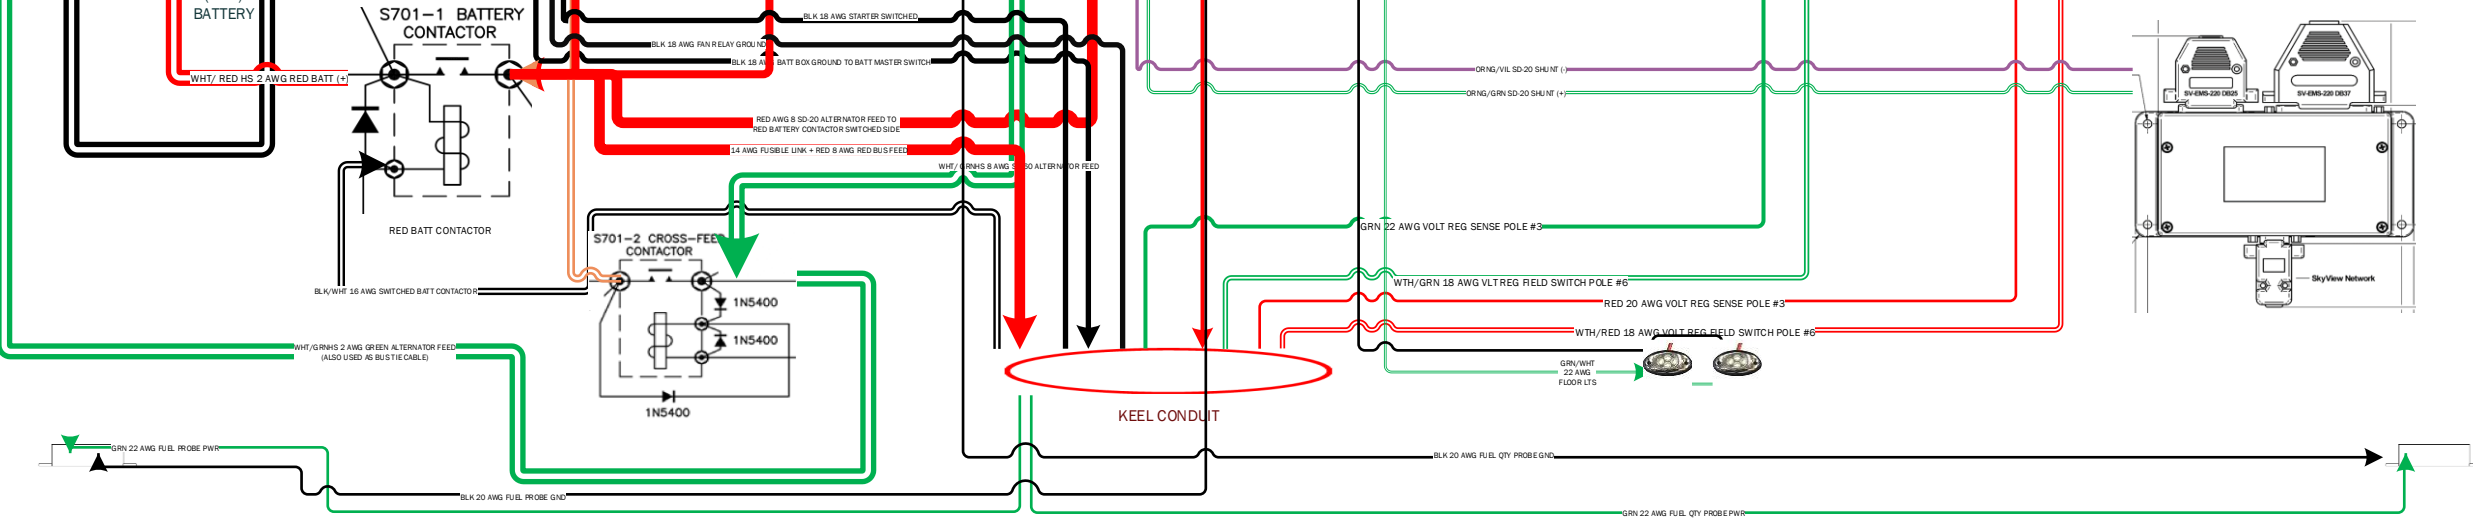 BATTERY
S701-1 BATTERY
CONTACTOR
BLK 18 AWG STARTER SWITCHED
BLK 18 AWG FAN RELAY GROUND
BLK 18 AWG BATT BOX GROUND TO BATT MASTER SWITCH
WHT/ RED HS 2 AWG RED BATT (+)
ORNG/VIL SD-20 SHUNT (-)
ORNG/GRN SD-20 SHUNT (+)
SV-EMS-220 DB25
SV-EMS-220 DB37
RED AWG 8 SD-20 ALTERNATOR FEED TO
RED BATTERY CONTACTOR SWITCHED SIDE
14 AWG FUSIBLE LINK + RED 8 AWG RED BUS FEED
WHT/ GRNHS 8 AWG ALTERNATOR FEED
RED BATT CONTACTOR
GRN 22 AWG VOLT REG SENSE POLE #3
S701-2 CROSS-FEED
CONTACTOR
BLK/WHT 16 AWG SWITCHED BATT CONTACTOR
WTH/GRN 18 AWG VLT REG FIELD SWITCH POLE #6
SkyView Network
1N5400
RED 20 AWG VOLT REG SENSE POLE #3
1N5400
WTH/RED 18 AWG VOLT REG FIELD SWITCH POLE #6
WHT/GRNHS 2 AWG GREEN ALTERNATOR FEED
(ALSO USED AS BUS TIE CABLE)
GRN/WHT
22 AWG
FLOOR LTS
1N5400
KEEL CONDUIT
GRN 22 AWG FUEL PROBE PWR
BLK 20 AWG FUEL QTY PROBE GND
BLK 20 AWG FUEL PROBE GND
GRN 22 AWG FUEL QTY PROBE PWR